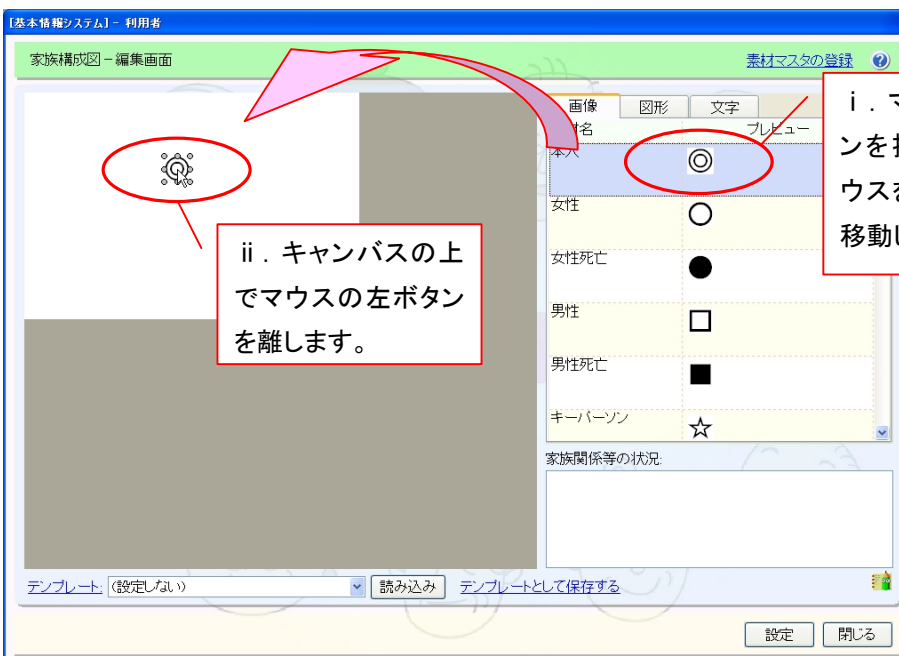 [基本情報システム] - 利用者
家族構成図 - 編集画面
素材マスタの登録
画像
図形
文字
プレビュー
本人
女性
女性死亡
男性
男性死亡
キーパーソン
ⅰ. マ
ンを押
ウスを
移動し
ⅱ. キャンバスの上
でマウスの左ボタン
を離します。
家族関係等の状況:
テンプレート: (設定しない)
読み込み
テンプレートとして保存する
設定
閉じる